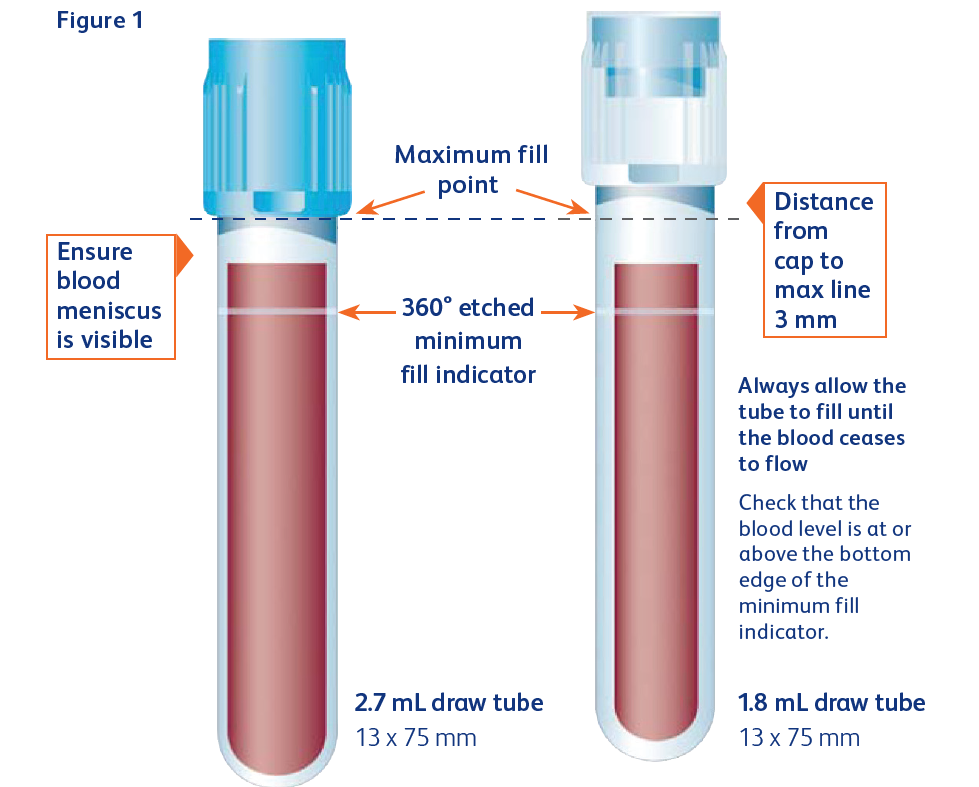 Figure 1
Maximum fill
point
Ensure
blood
meniscus
is visible
Distance
from
cap to
max line
3 mm
360° etched
minimum
fill indicator
Always allow the
tube to fill until
the blood ceases
to flow
Check that the
blood level is at or
above the bottom
edge of the
minimum fill
indicator.
2.7 mL draw tube
13 x 75 mm
1.8 mL draw tube
13 x 75 mm